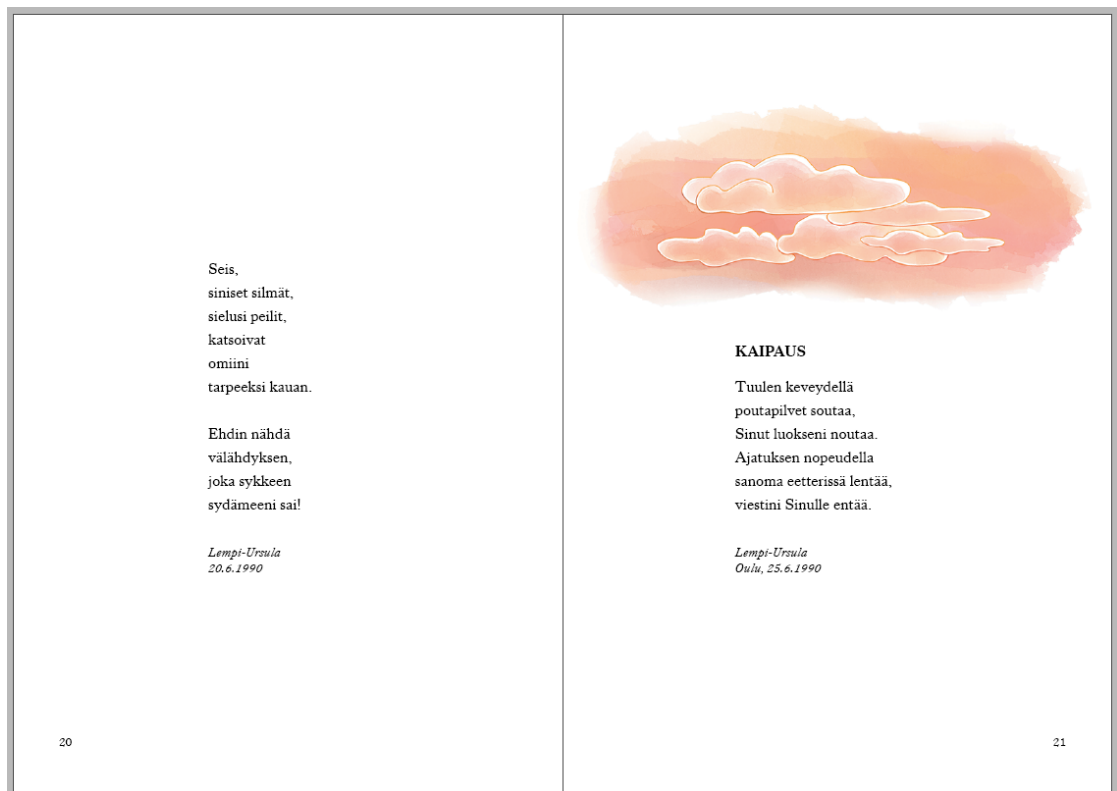 Seis,
siniset silmät,
sielusi peilit,
katsoivat
omiini
tarpeeksi kauan.
Ehdin nähdä
välähdyksen,
joka sykkeen
sydämeeni sai!
Lempi-Ursula
20.6.1990
20
KAIPAUS
Tuulen keveydellä
poutapilvet soutaa,
Sinut luokseni noutaa.
Ajatuksen nopeudella
sanoma eetterissä lentää,
viestini Sinulle entää.
Lempi-Ursula
Oulu, 25.6.1990
21